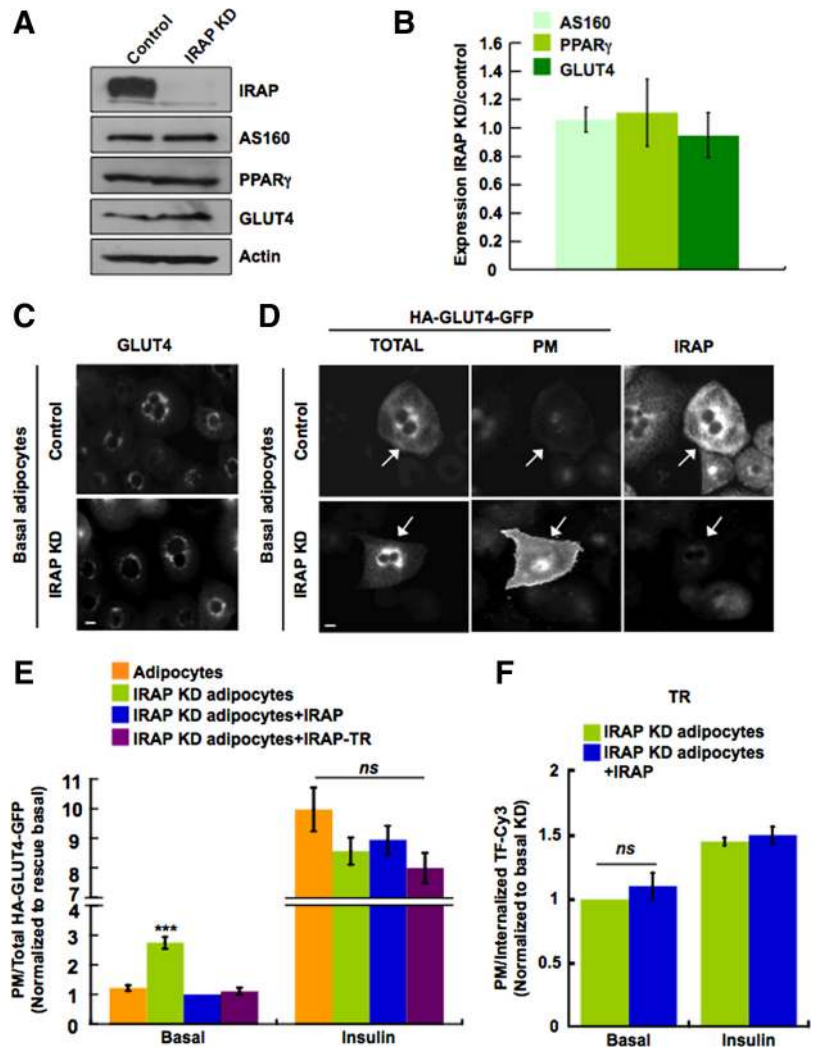 A
Control
IRAP KD
IRAP
AS160
PPARγ
GLUT4
Actin
B
AS160
PPARγ
GLUT4
Expression IRAP KD/control
1.6
1.4
1.2
1.0
0.8
0.6
0.4
0.2
0
C
GLUT4
Basal adipocytes
Control
IRAP KD
D
HA-GLUT4-GFP
TOTAL
PM
IRAP
Basal adipocytes
Control
IRAP KD
E
Adipocytes
IRAP KD adipocytes
IRAP KD adipocytes+IRAP
IRAP KD adipocytes+IRAP-TR
PM/Total HA-GLUT4-GFP
(Normalized to rescue basal)
11
10
9
8
4
3
2
1
0
***
ns
Basal
Insulin
F
TR
IRAP KD adipocytes
IRAP KD adipocytes
+IRAP
PM/Internalized TF-Cy3
(Normalized to basal KD)
2
1.5
1
0.5
0
ns
Basal
Insulin